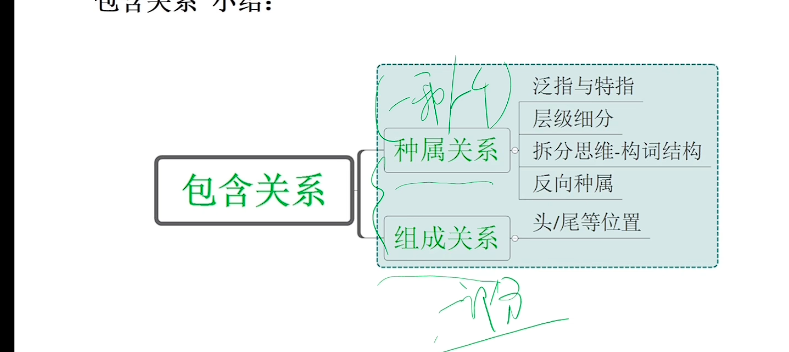 包含关系 小结：
泛指与特指
层级细分
种属关系
拆分思维-构词结构
包含关系
反向种属
头/尾等位置
组成关系